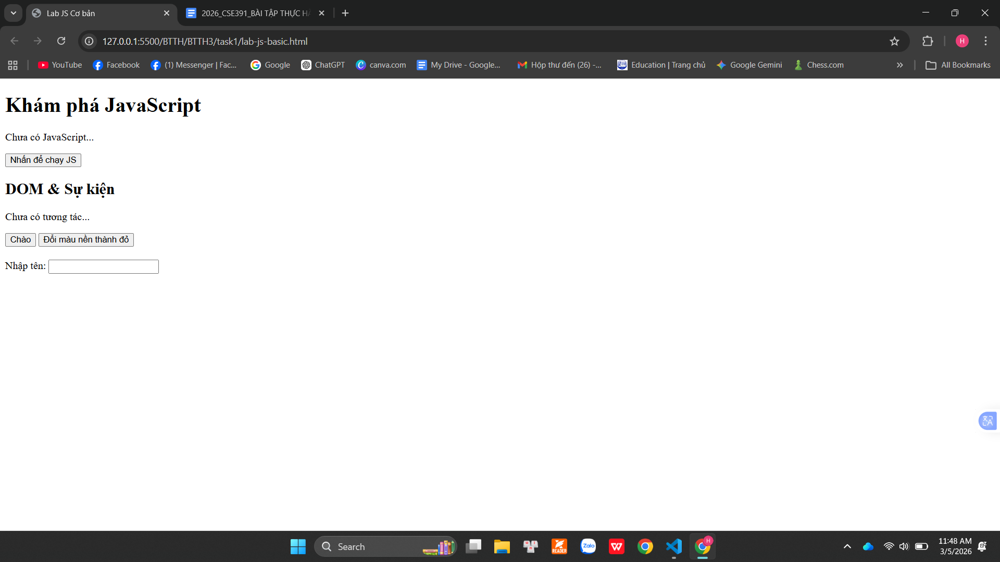 Lab JS Cơ bản
2026_CSE391_BÀI TẬP THỰC HÀ
127.0.0.1:5500/BTTH/BTTH3/task1/lab-js-basic.html
H
YouTube
Facebook
(1) Messenger | Fac...
Google
ChatGPT
canva.com
My Drive - Google...
Hộp thư đến (26) -...
Education | Trang chủ
Google Gemini
Chess.com
All Bookmarks
Khám phá JavaScript
Chưa có JavaScript...
Nhấn để chạy JS
DOM & Sự kiện
Chưa có tương tác...
Chào Đổi màu nền thành đỏ
Nhập tên:
Search
READER
Zalo
H
11:48 AM
3/5/2026